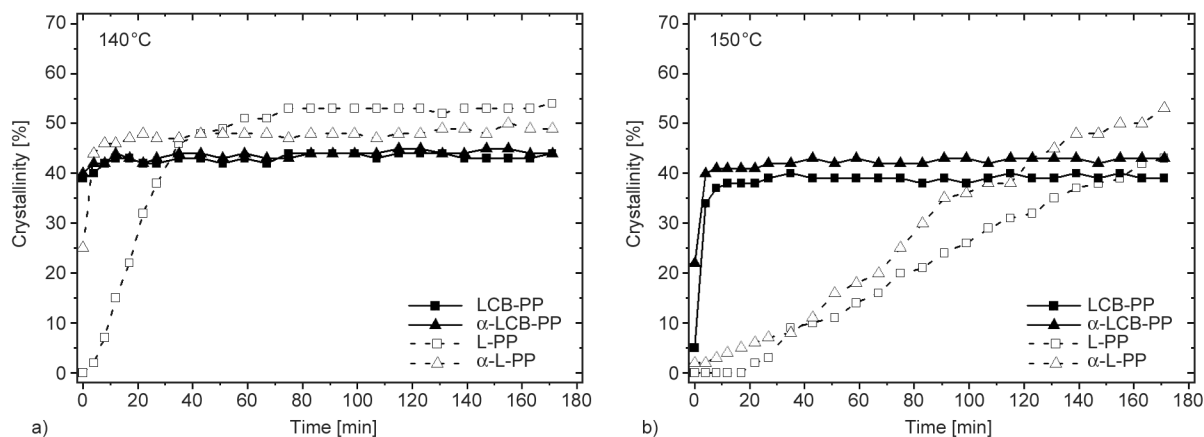 70
60
50
40
30
20
10
0
Crystallinity [%]
140°C
LCB-PP
α-LCB-PP
L-PP
α-L-PP
0 20 40 60 80 100 120 140 160 180
a) Time [min]
70
60
50
40
30
20
10
0
Crystallinity [%]
150°C
LCB-PP
α-LCB-PP
L-PP
α-L-PP
0 20 40 60 80 100 120 140 160 180
b) Time [min]